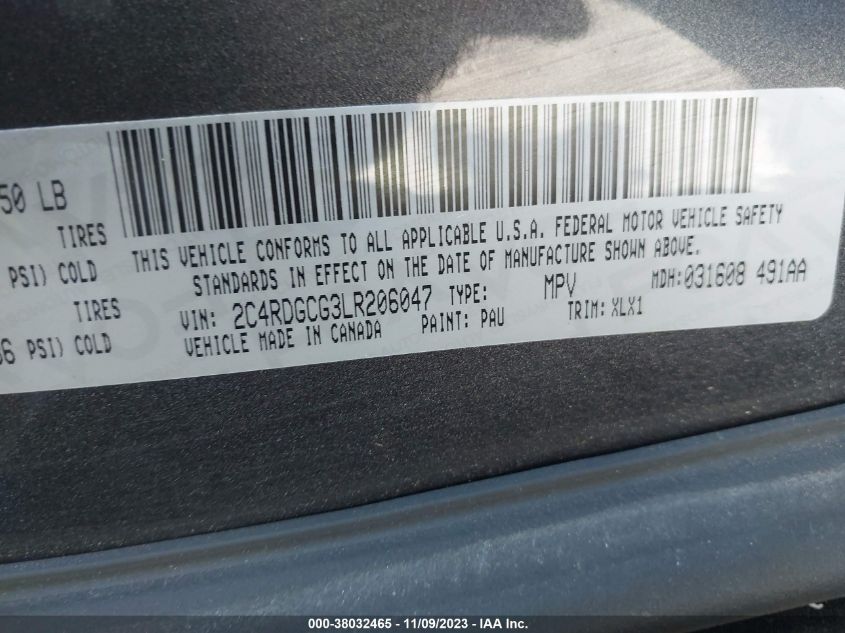 50 LB
TIRES
PSI) COLD
TIRES
36 PSI) COLD
THIS VEHICLE CONFORMS TO ALL APPLICABLE U.S.A. FEDERAL MOTOR VEHICLE SAFETY
STANDARDS IN EFFECT ON THE DATE OF MANUFACTURE SHOWN ABOVE.
VIN: 2C4RDGCG3LR206047 TYPE: MPV MDH:031608 491AA
VEHICLE MADE IN CANADA PAINT: PAU TRIM: XLX1
000-38032465 - 11/09/2023 - IAA Inc.